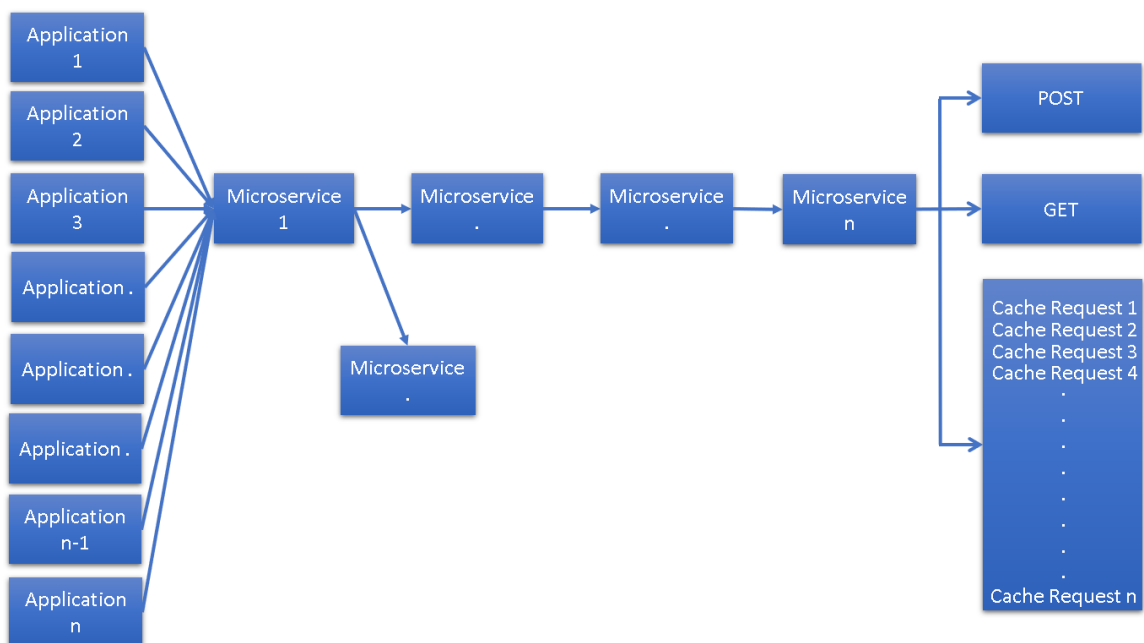 Application
1
Application
2
Application
3
Application .
Application .
Application .
Application
n-1
Application
n
Microservice
1
Microservice
.
Microservice
.
Microservice
.
Microservice
n
POST
GET
Cache Request 1
Cache Request 2
Cache Request 3
Cache Request 4
.
.
.
.
.
.
.
.
Cache Request n